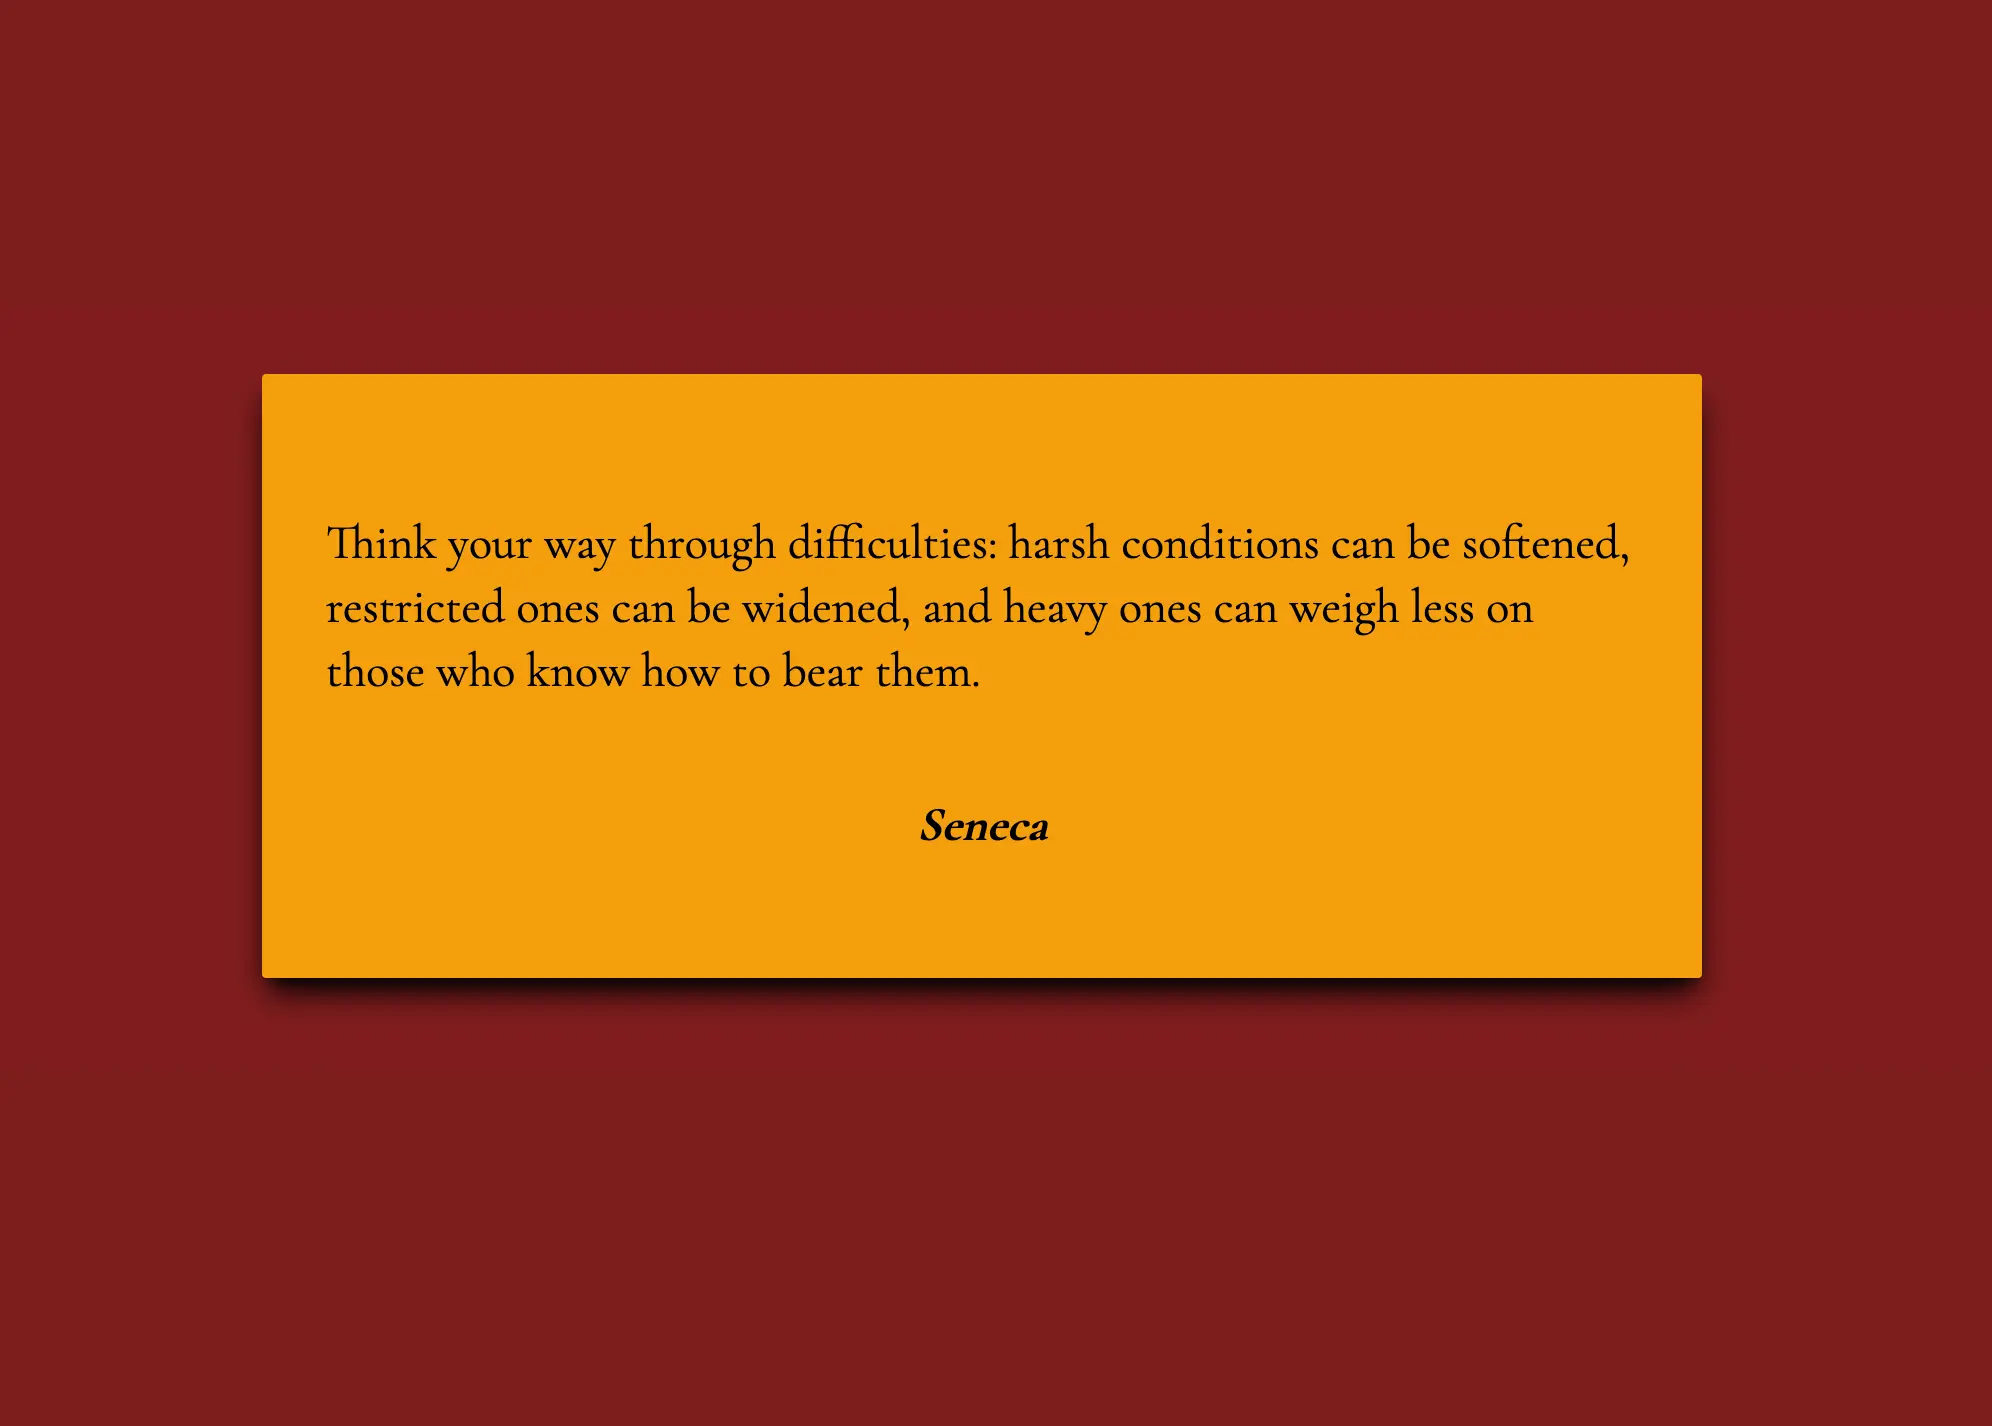 Think your way through difficulties: harsh conditions can be softened,
restricted ones can be widened, and heavy ones can weigh less on
those who know how to bear them.
Seneca